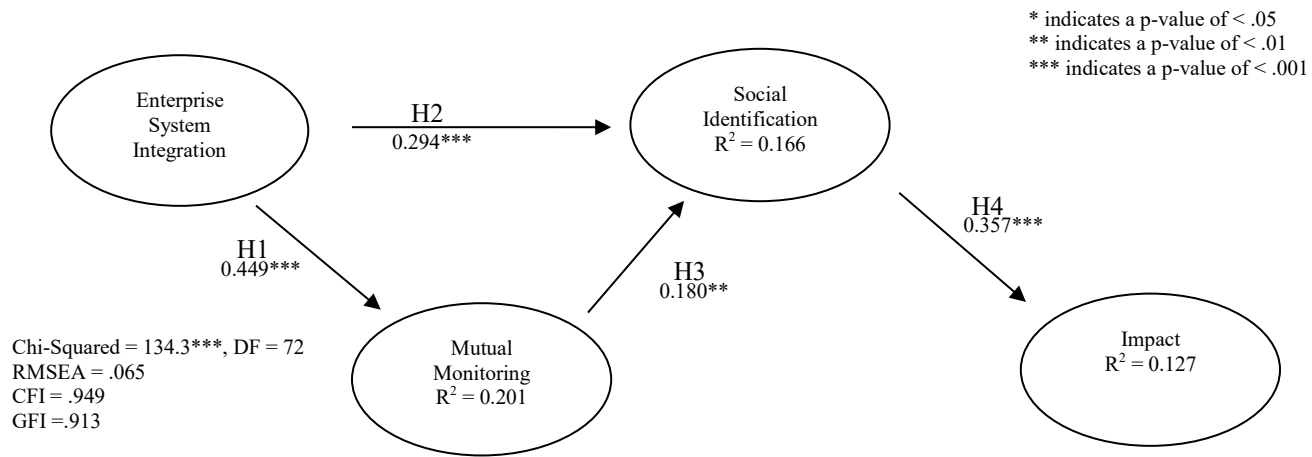 * indicates a p-value of < .05
** indicates a p-value of < .01
*** indicates a p-value of < .001
Enterprise
System
Integration
H2
0.294***
Social
Identification
R² = 0.166
H1
0.449***
H3
0.180**
H4
0.357***
Chi-Squared = 134.3***, DF = 72
RMSEA = .065
CFI = .949
GFI =.913
Mutual
Monitoring
R² = 0.201
Impact
R² = 0.127